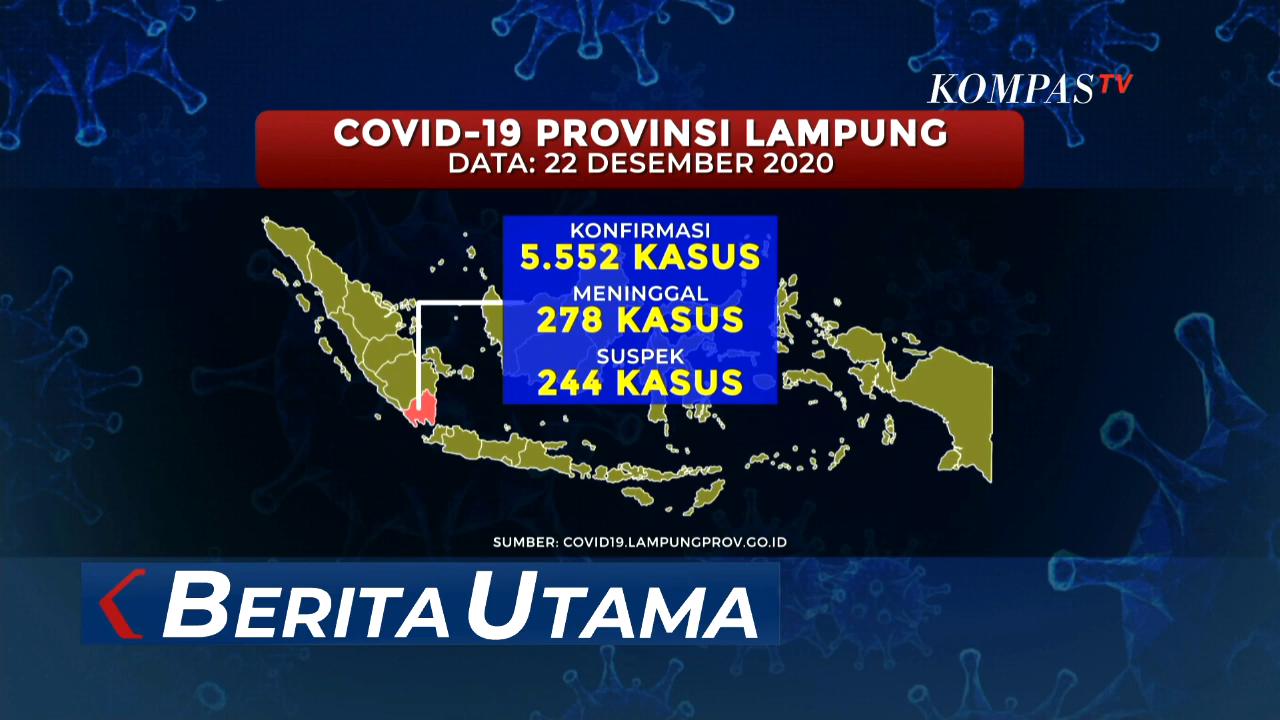 KOMPASTV
COVID-19 PROVINSI LAMPUNG
DATA: 22 DESEMBER 2020
KONFIRMASI
5.552 KASUS
MENINGGAL
278 KASUS
SUSPEK
244 KASUS
SUMBER: COVID19.LAMPUNGPROV.GO.ID
BERITA UTAMA